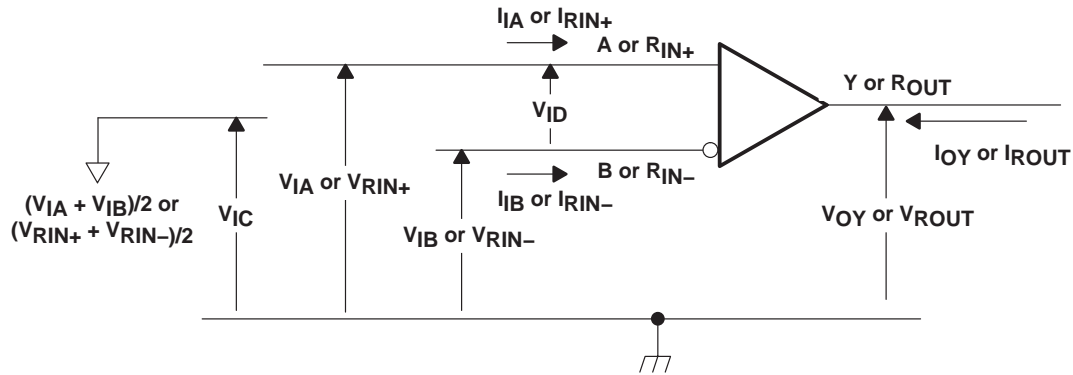 IIA or IRIN+
A or RIN+
Y or ROUT
VID
IOY or IROUT
B or RIN–
IIB or IRIN–
VIA or VRIN+
(VIA + VIB)/2 or
(VRIN+ + VRIN–)/2
VIC
VOY or VROUT
VIB or VRIN–